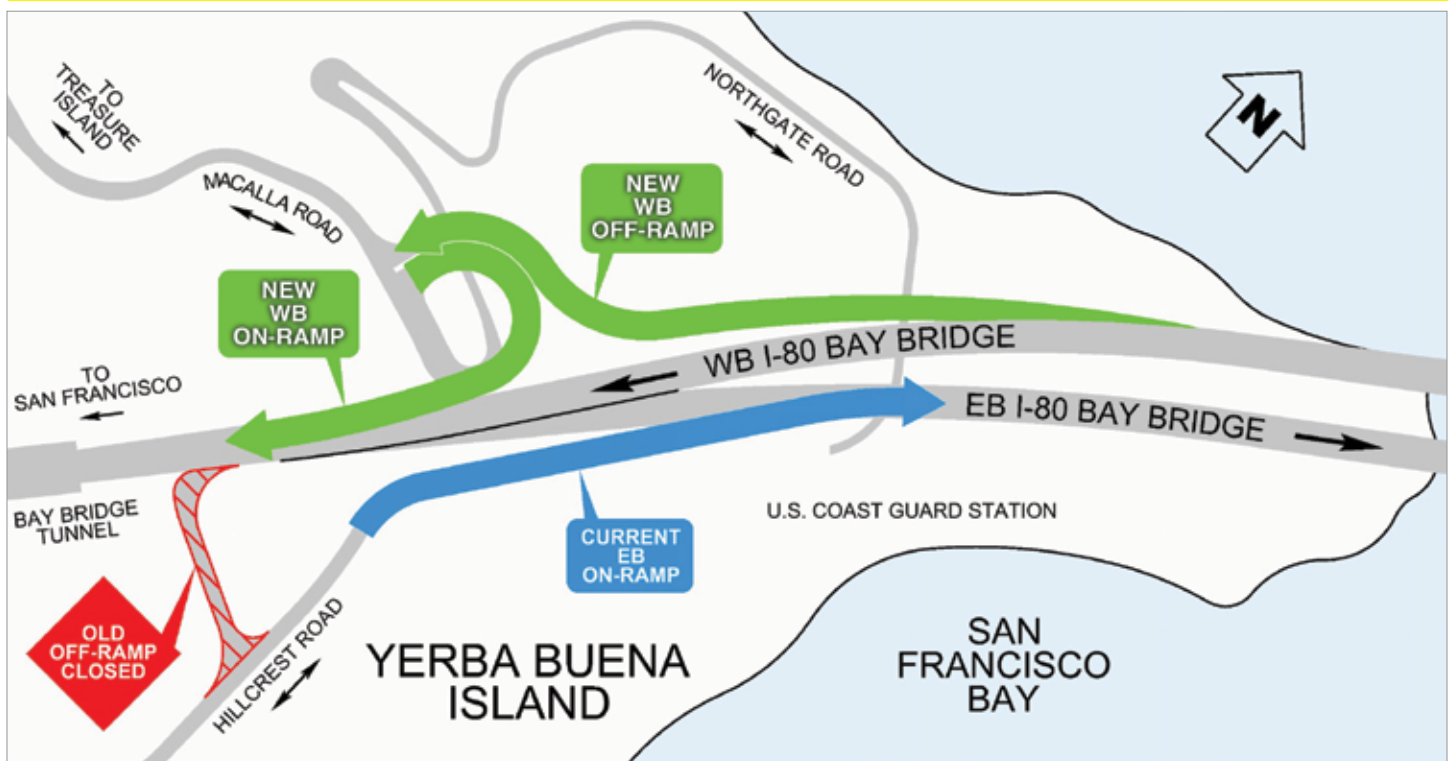 TO
TREASURE
ISLAND
MACALLA ROAD
NORTHGATE ROAD
N
NEW
WB
OFF-RAMP
NEW
WB
ON-RAMP
WB I-80 BAY BRIDGE
TO
SAN FRANCISCO
EB I-80 BAY BRIDGE
BAY BRIDGE
TUNNEL
U.S. COAST GUARD STATION
CURRENT
EB
ON-RAMP
OLD
OFF-RAMP
CLOSED
HILLCREST ROAD
YERBA BUENA
ISLAND
SAN
FRANCISCO
BAY